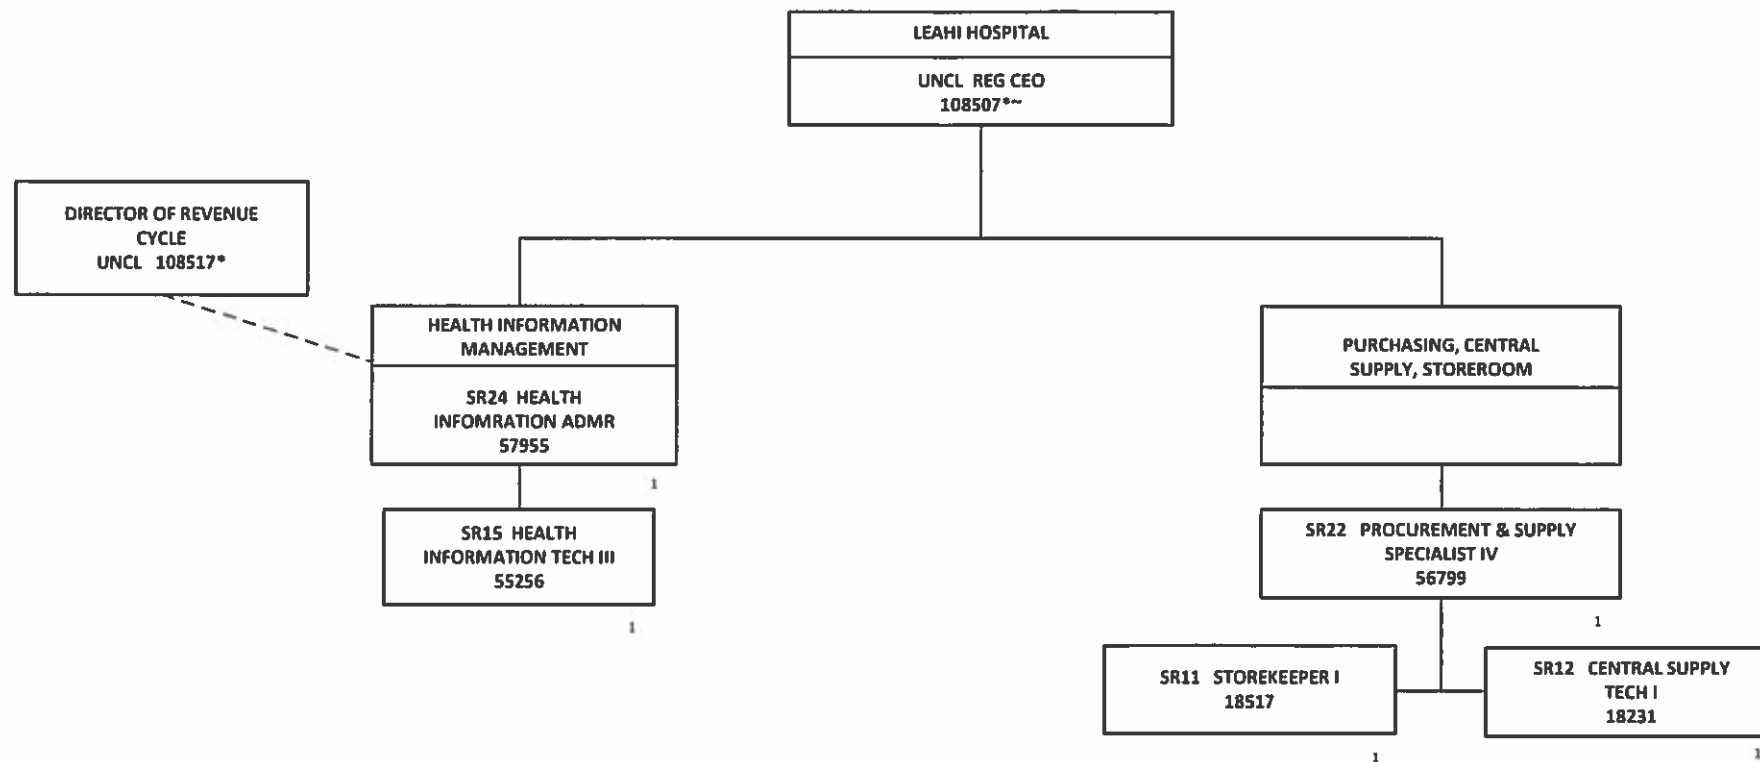 LEAHI HOSPITAL
UNCL REG CEO
108507*~
DIRECTOR OF REVENUE
CYCLE
UNCL 108517*
HEALTH INFORMATION
MANAGEMENT
SR24 HEALTH
INFOMRATION ADMR
57955
1
SR15 HEALTH
INFORMATION TECH III
55256
1
PURCHASING, CENTRAL
SUPPLY, STOREROOM
SR22 PROCUREMENT & SUPPLY
SPECIALIST IV
56799
1
SR11 STOREKEEPER I
18517
1
SR12 CENTRAL SUPPLY
TECH I
18231
1